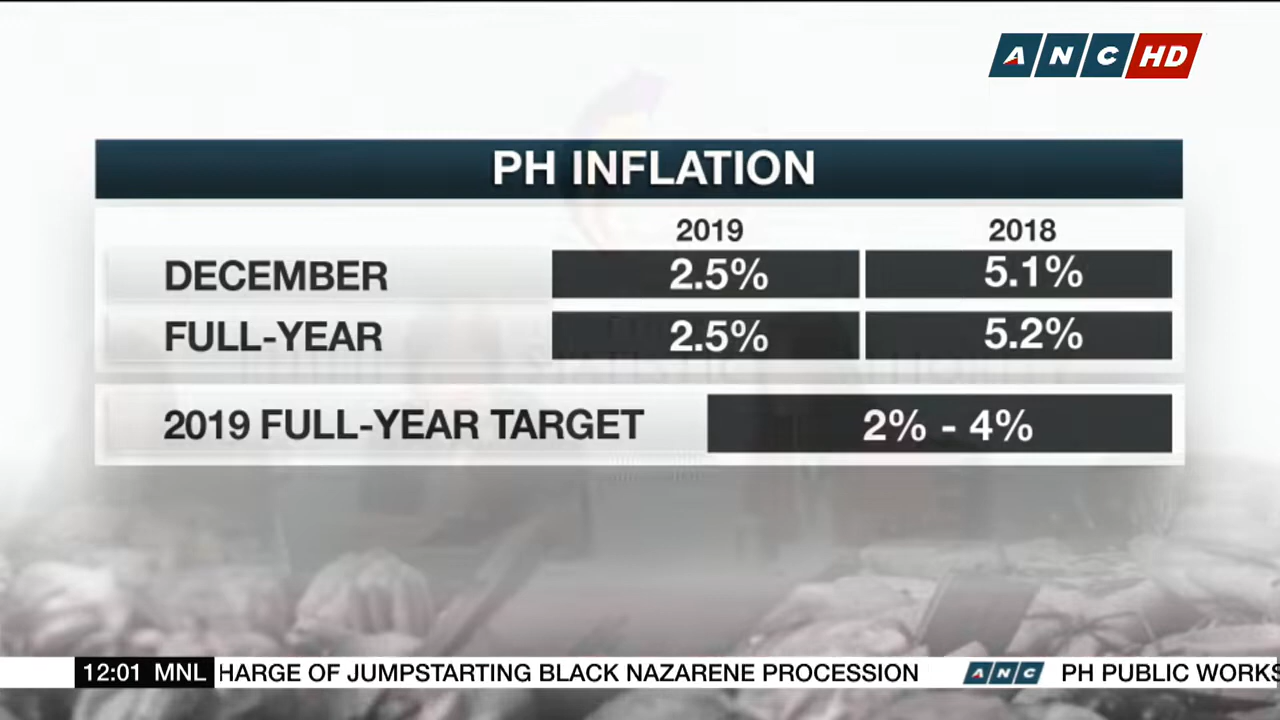 ANC HD
PH INFLATION
2019 2018
DECEMBER 2.5% 5.1%
FULL-YEAR 2.5% 5.2%
2019 FULL-YEAR TARGET 2% - 4%
12:01 MNL HARGE OF JUMPSTARTING BLACK NAZARENE PROCESSION ANC PH PUBLIC WORKS